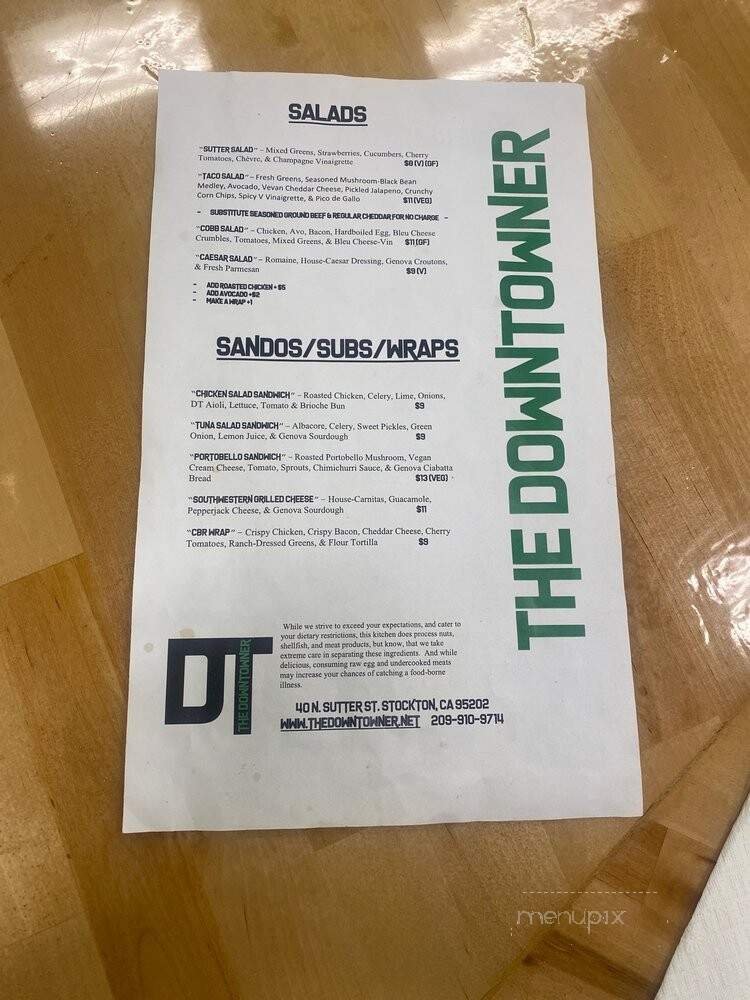 SALADS
"SUTTER SALAD" – Mixed Greens, Strawberries, Cucumbers, Cherry
Tomatoes, Chèvre, & Champagne Vinaigrette $8 (V) (GF)
"TACO SALAD" – Fresh Greens, Seasoned Mushroom-Black Bean
Medley, Avocado, Vevan Cheddar Cheese, Pickled Jalapeno, Crunchy
Corn Chips, Spicy V Vinaigrette, & Pico de Gallo $11 (VEG)
- SUBSTITUTE SEASONED GROUND BEEF & REGULAR CHEDDAR FOR NO CHARGE -
"COBB SALAD" – Chicken, Avo, Bacon, Hardboiled Egg, Bleu Cheese
Crumbles, Tomatoes, Mixed Greens, & Bleu Cheese-Vin $11 (GF)
"CAESAR SALAD" – Romaine, House-Caesar Dressing, Genova Croutons,
& Fresh Parmesan $9 (V)
- ADD ROASTED CHICKEN + $5
- ADD AVOCADO +$2
- MAKE A WRAP +1
SANDOS/SUBS/WRAPS
"CHICKEN SALAD SANDWICH" – Roasted Chicken, Celery, Lime, Onions,
DT Aioli, Lettuce, Tomato & Brioche Bun $9
"TUNA SALAD SANDWICH" – Albacore, Celery, Sweet Pickles, Green
Onion, Lemon Juice, & Genova Sourdough $9
"PORTOBELLO SANDWICH" – Roasted Portobello Mushroom, Vegan
Cream Cheese, Tomato, Sprouts, Chimichurri Sauce, & Genova Ciabatta
Bread $13 (VEG)
"SOUTHWESTERN GRILLED CHEESE" – House-Carnitas, Guacamole,
Pepperjack Cheese, & Genova Sourdough $11
"CBR WRAP" – Crispy Chicken, Crispy Bacon, Cheddar Cheese, Cherry
Tomatoes, Ranch-Dressed Greens, & Flour Tortilla $9
THE DOWNTOWNER
DT
THE DOWNTOWNER
While we strive to exceed your expectations, and cater to
your dietary restrictions, this kitchen does process nuts,
shellfish, and meat products, but know, that we take
extreme care in separating these ingredients. And while
delicious, consuming raw egg and undercooked meats
may increase your chances of catching a food-borne
illness.
40 N. SUTTER ST. STOCKTON, CA 95202
WWW.THEDOWNTOWNER.NET 209-910-9714
menupix